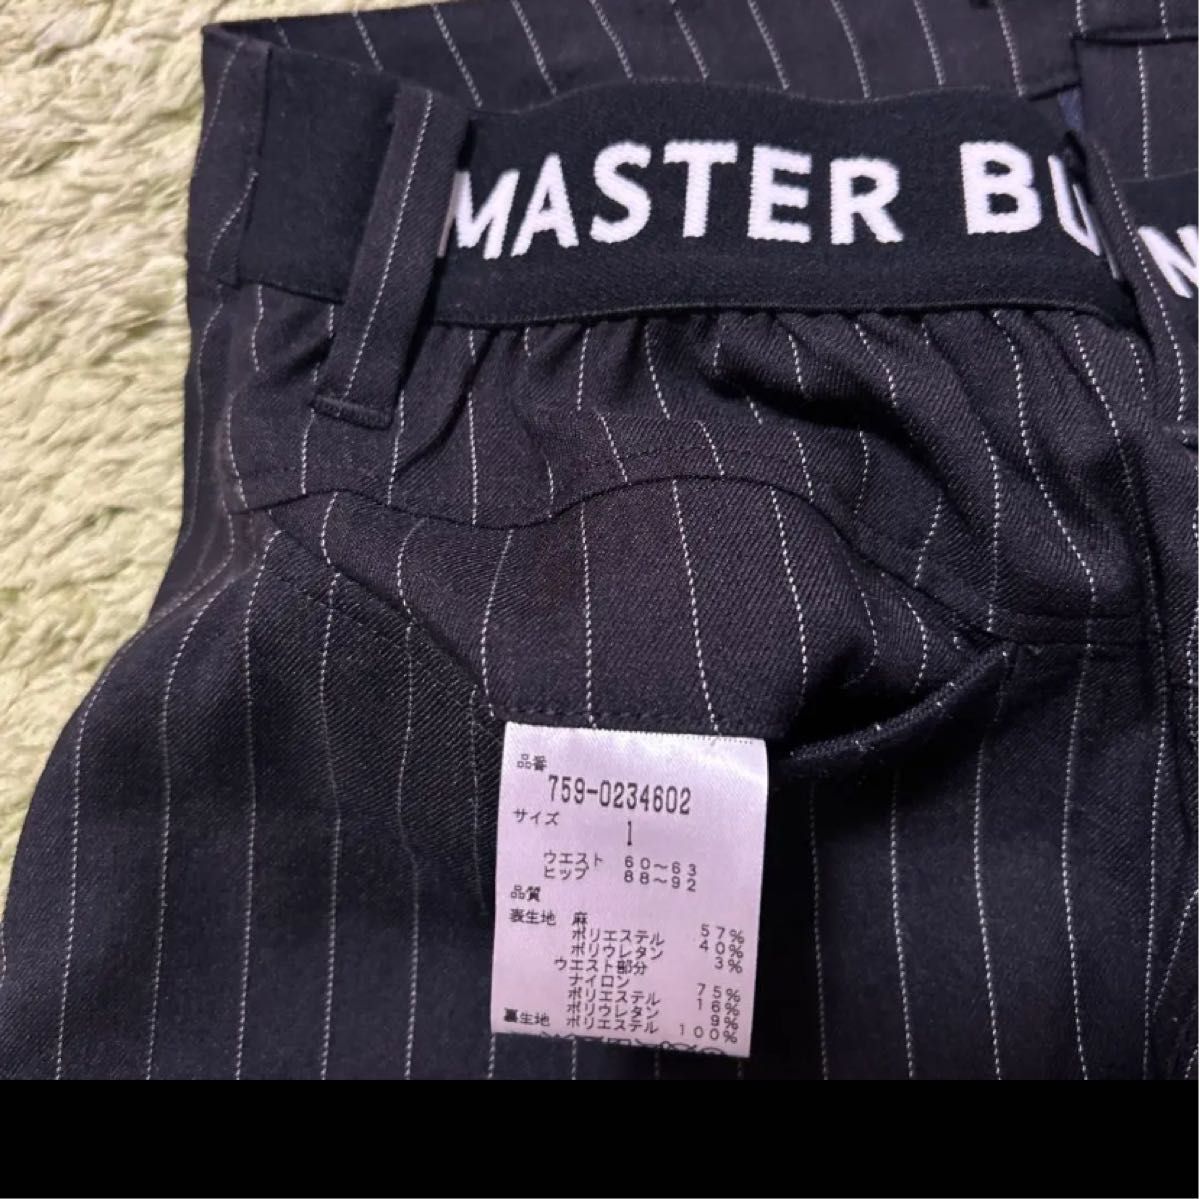 MASTER BU
N
品番
759-0234602
サイズ
1
ウエスト 60～63
ヒップ 88～92
品質
表生地 麻 57%
ポリエステル 40%
ポリウレタン 3%
ウエスト部分
ナイロン 75%
ポリエステル 16%
ポリウレタン 9%
裏生地 ポリエステル 100%